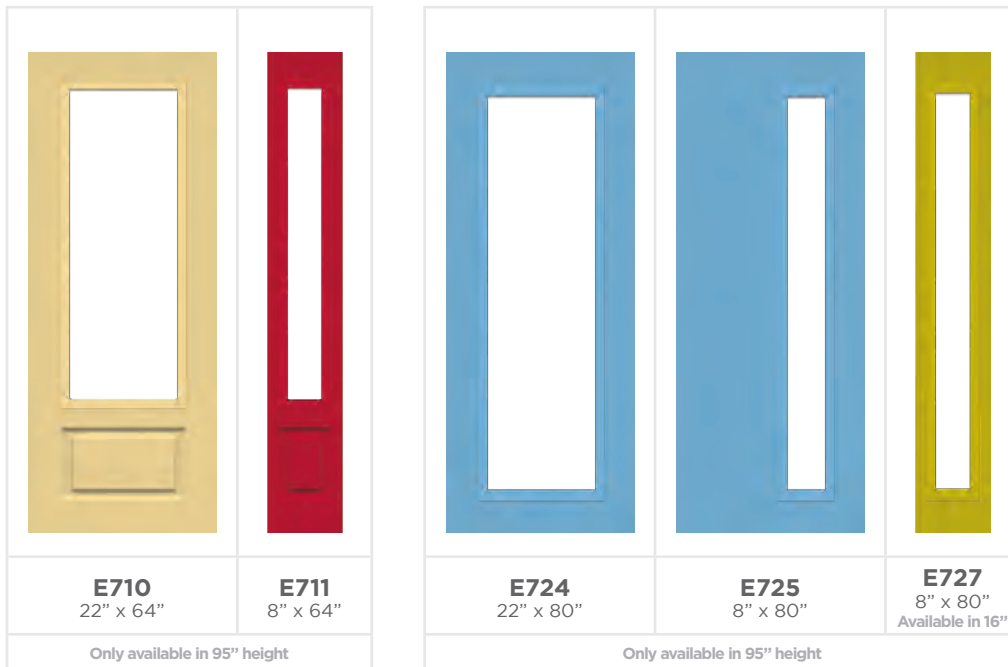 E710
22” x 64”
E711
8” x 64”
Only available in 95” height
E724
22” x 80”
E725
8” x 80”
E727
8” x 80”
Available in 16”
Only available in 95” height